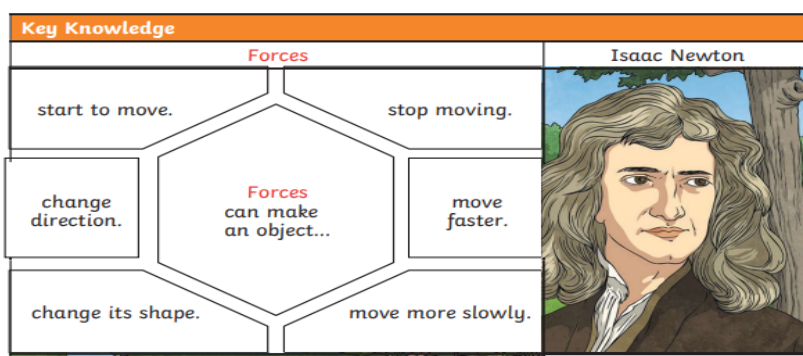 Key Knowledge
Forces
Isaac Newton
start to move.
stop moving.
change
direction.
Forces
can make
an object...
move
faster.
change its shape.
move more slowly.